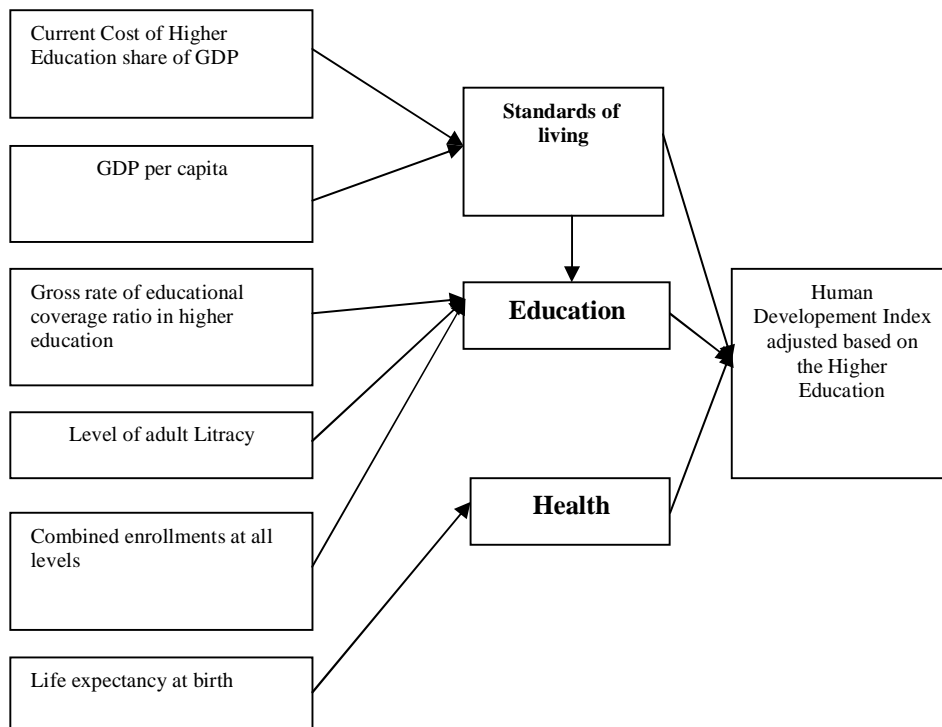 Current Cost of Higher
Education share of GDP
GDP per capita
Gross rate of educational
coverage ratio in higher
education
Level of adult Litracy
Combined enrollments at all
levels
Life expectancy at birth
Standards of
living
Education
Health
Human
Developement Index
adjusted based on
the Higher
Education